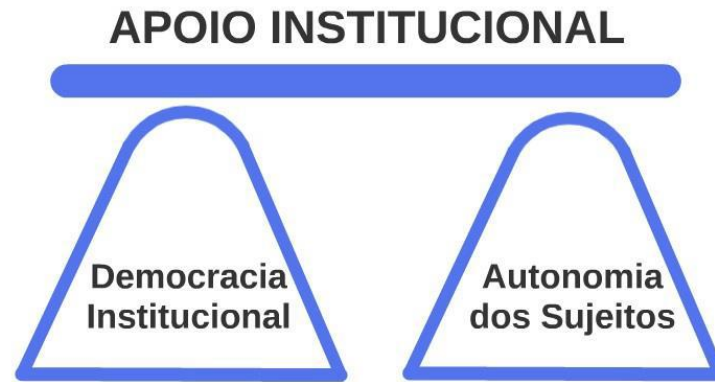 APOIO INSTITUCIONAL
Democracia
Institucional
Autonomia
dos Sujeitos